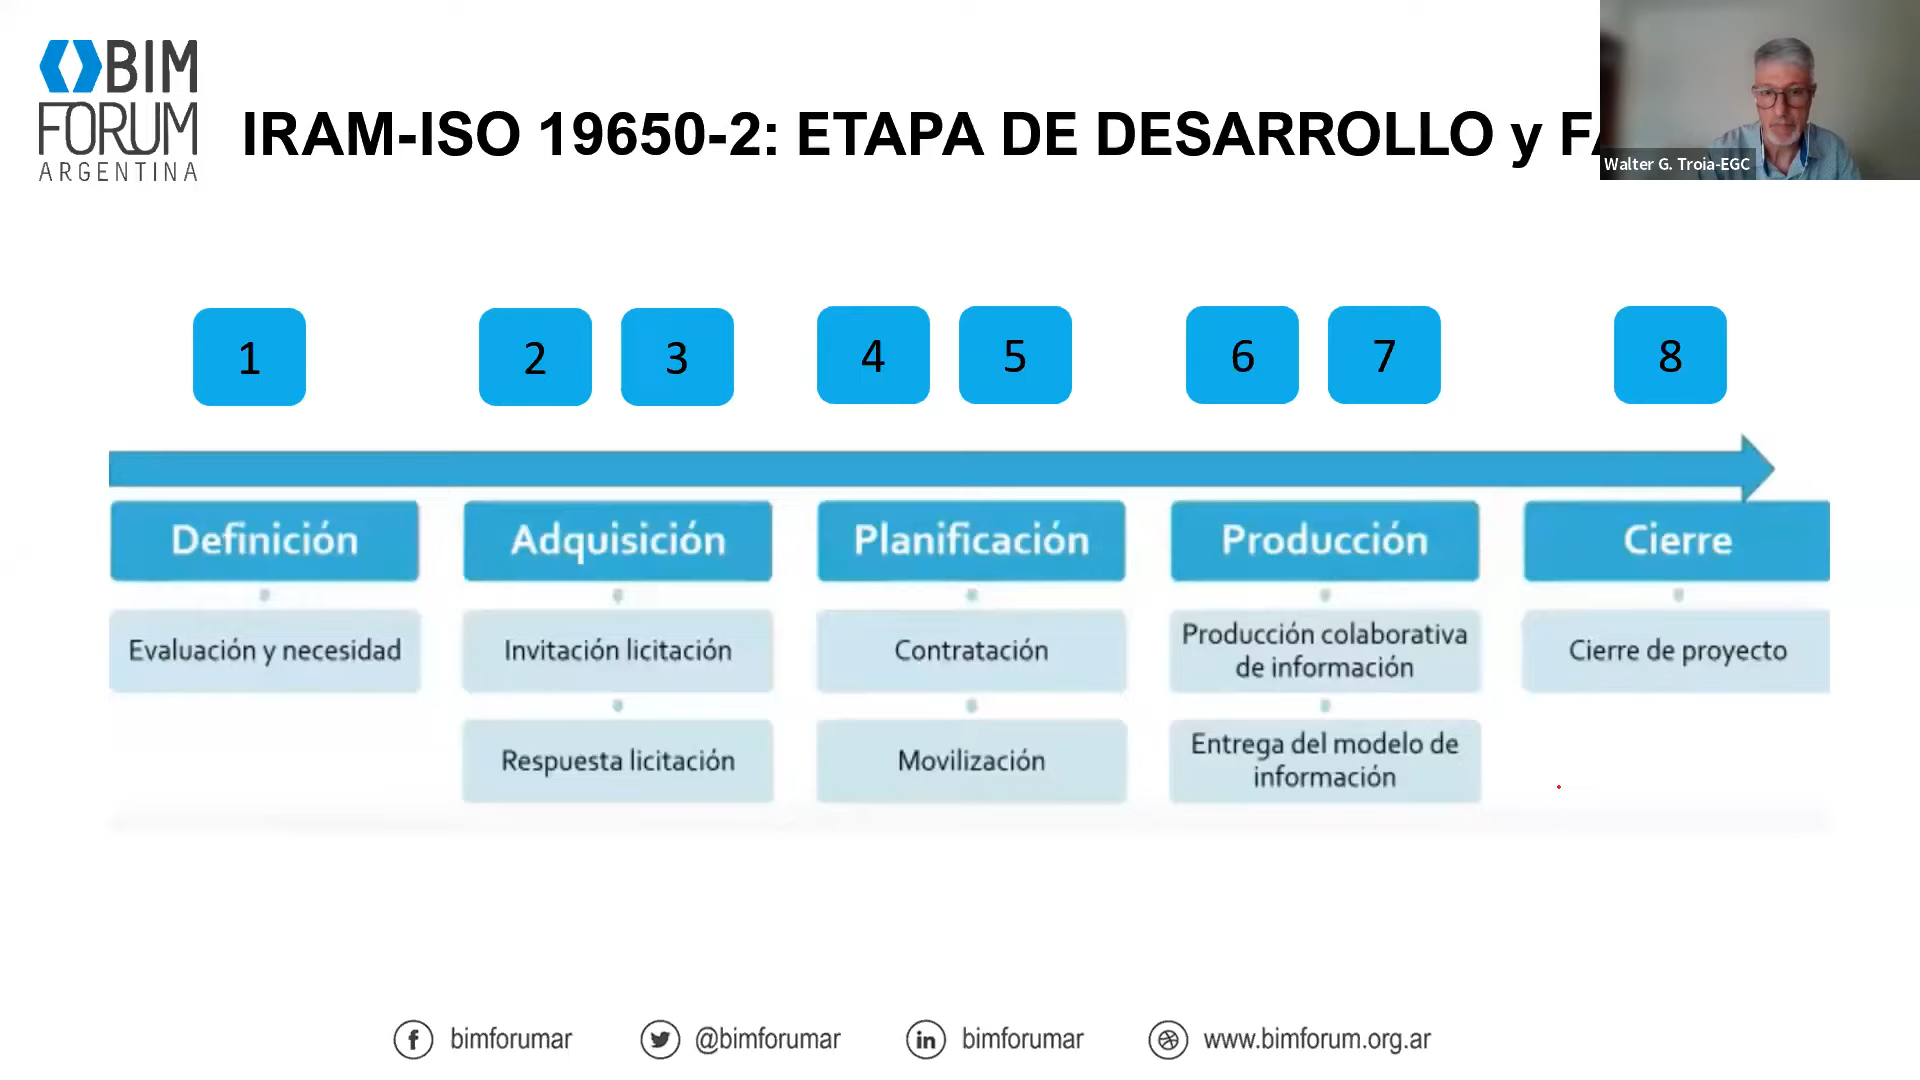 BIM
FORUM
ARGENTINA
IRAM-ISO 19650-2: ETAPA DE DESARROLLO y
Walter G. Troia-EGC
1 2 3 4 5 6 7 8
Definición Adquisición Planificación Producción Cierre
Evaluación y necesidad
Invitación licitación
Respuesta licitación
Contratación
Movilización
Producción colaborativa
de información
Entrega del modelo de
información
Cierre de proyecto
bimforumar @bimforumar bimforumar www.bimforum.org.ar